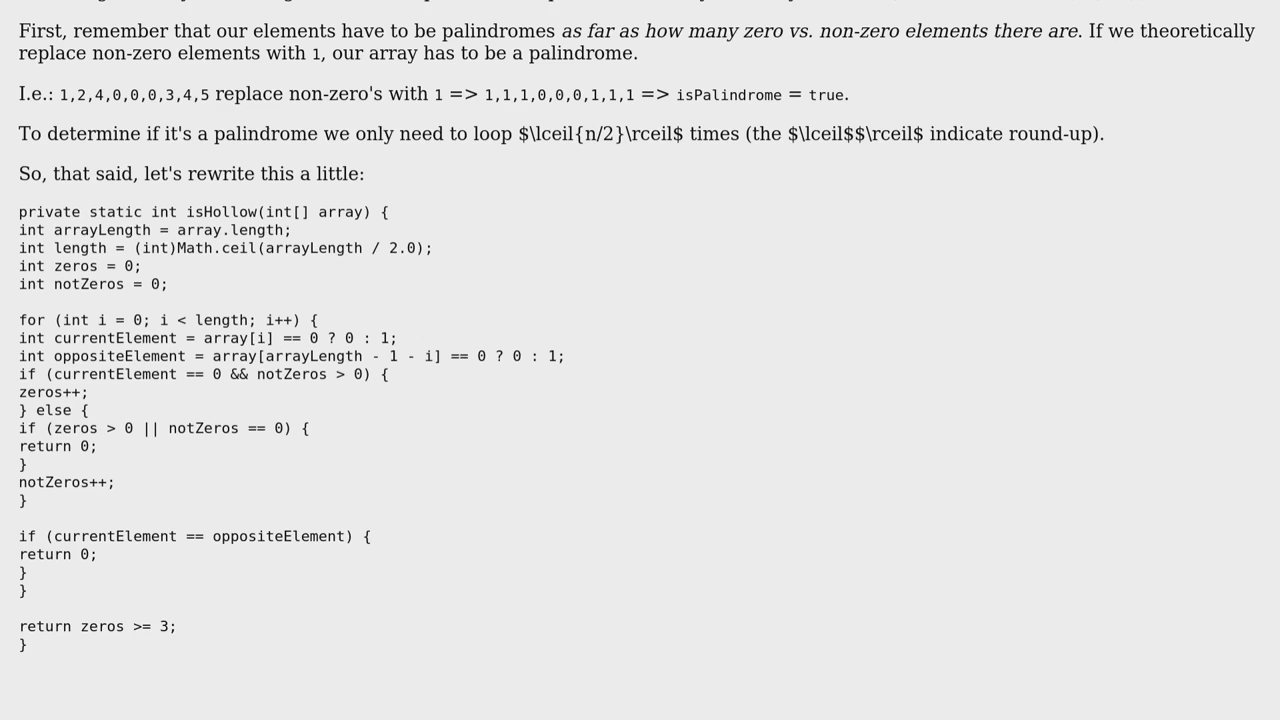 First, remember that our elements have to be palindromes as far as how many zero vs. non-zero elements there are. If we theoretically
replace non-zero elements with 1, our array has to be a palindrome.
I.e.: 1,2,4,0,0,0,3,4,5 replace non-zero's with 1 => 1,1,1,0,0,0,1,1,1 => isPalindrome = true.
To determine if it's a palindrome we only need to loop $\lceil{n/2}\rceil$ times (the $\lceil$$\rceil$ indicate round-up).
So, that said, let's rewrite this a little:
private static int isHollow(int[] array) {
int arrayLength = array.length;
int length = (int)Math.ceil(arrayLength / 2.0);
int zeros = 0;
int notZeros = 0;
for (int i = 0; i < length; i++) {
int currentElement = array[i] == 0 ? 0 : 1;
int oppositeElement = array[arrayLength - 1 - i] == 0 ? 0 : 1;
if (currentElement == 0 && notZeros > 0) {
zeros++;
} else {
if (zeros > 0 || notZeros == 0) {
return 0;
}
notZeros++;
}
if (currentElement == oppositeElement) {
return 0;
}
}
return zeros >= 3;
}